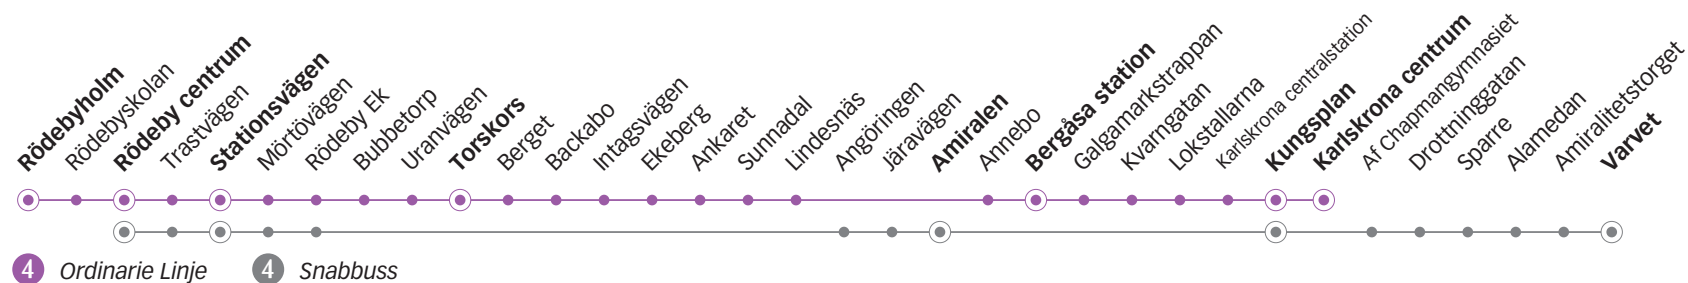 Rödebyholm
Rödebyskolan
Rödeby centrum
Trastvägen
Stationsvägen
Mörtövägen
Rödeby Ek
Bubbetorp
Uranvägen
Torskors
Berget
Backabo
Intagsvägen
Ekeberg
Ankaret
Sunnadal
Lindesnäs
Angöringen
Järavägen
Amiralen
Annebo
Bergåsa station
Galgamarkstrappan
Kvarngatan
Lokstallarna
Karlskrona centralstation
Kungsplan
Karlskrona centrum
Af Chapmangymnasiet
Drottninggatan
Sparre
Alamedan
Amiralitetstorget
Varvet
4 Ordinarie Linje
4 Snabbuss